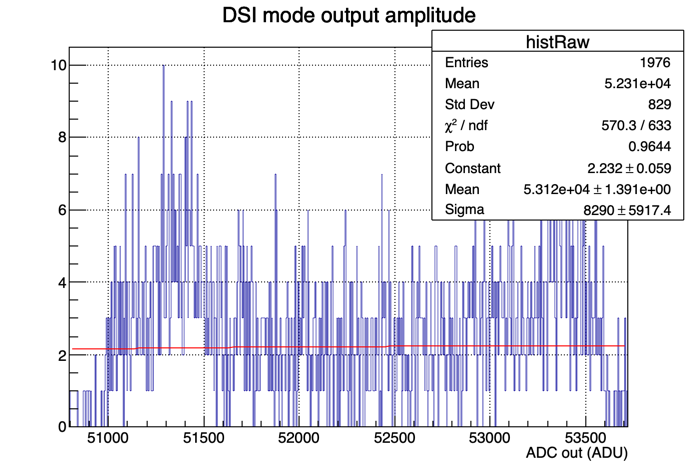 DSI mode output amplitude
histRaw
Entries 1976
Mean 5.231e+04
Std Dev 829
χ² / ndf 570.3 / 633
Prob 0.9644
Constant 2.232 ± 0.059
Mean 5.312e+04 ± 1.391e+00
Sigma 8290 ± 5917.4
10
8
6
4
2
0
51000 51500 52000 52500 53000 53500
ADC out (ADU)